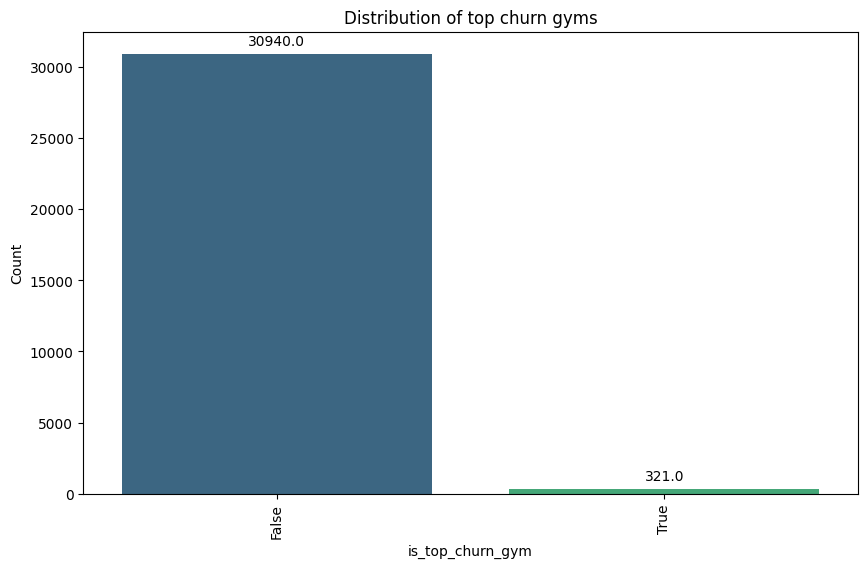 Distribution of top churn gyms
30940.0
30000
25000
20000
15000
10000
5000
0
Count
321.0
False
True
is_top_churn_gym